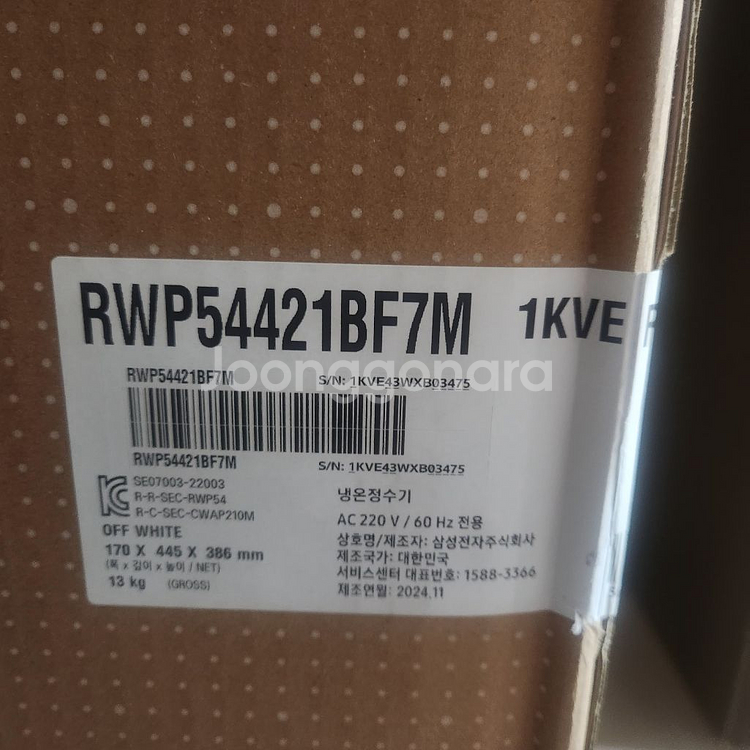 RWP54421BF7M 1KVE
joonggonara
RWP54421BF7M S/N: 1KVE43WXB03475
RWP54421BF7M S/N: 1KVE43WXB03475
SE07003-22003
R-R-SEC-RWP54
R-C-SEC-CWAP210M
OFF WHITE
170 X 445 X 386 mm
(폭 x 깊이 x 높이 / NET)
13 kg (GROSS)
냉온정수기
AC 220 V / 60 Hz 전용
상호명/제조자: 삼성전자주식회사
제조국가: 대한민국
서비스센터 대표번호: 1588-3366
제조연월: 2024.11